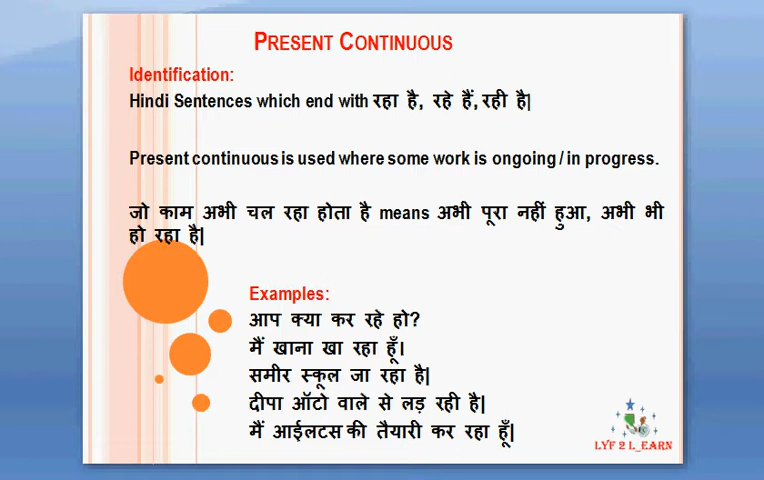 PRESENT CONTINUOUS
Identification:
Hindi Sentences which end with रहा है, रहे हैं, रही है|
Present continuous is used where some work is ongoing / in progress.
जो काम अभी चल रहा होता है means अभी पूरा नहीं हुआ, अभी भी
हो रहा है|
Examples:
आप क्या कर रहे हो?
मैं खाना खा रहा हूँ।
समीर स्कूल जा रहा है|
दीपा ऑटो वाले से लड़ रही है|
मैं आईलटस की तैयारी कर रहा हूँ|
LYF 2 L_EARN